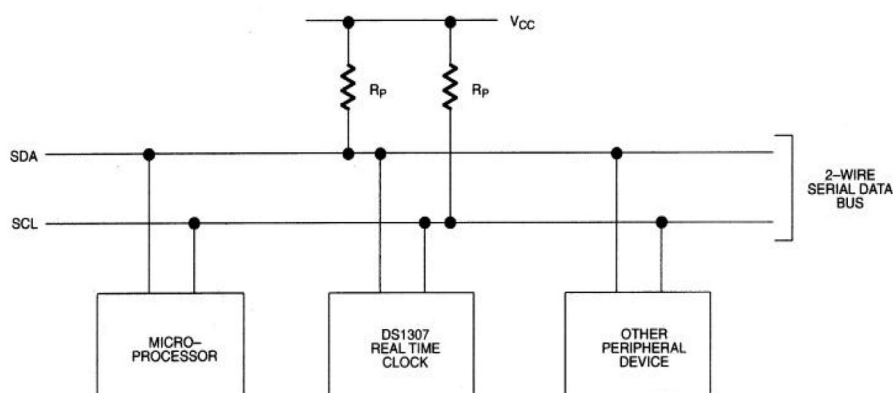 VCC
RP
RP
SDA
SCL
2-WIRE
SERIAL DATA
BUS
MICRO-
PROCESSOR
DS1307
REAL TIME
CLOCK
OTHER
PERIPHERAL
DEVICE